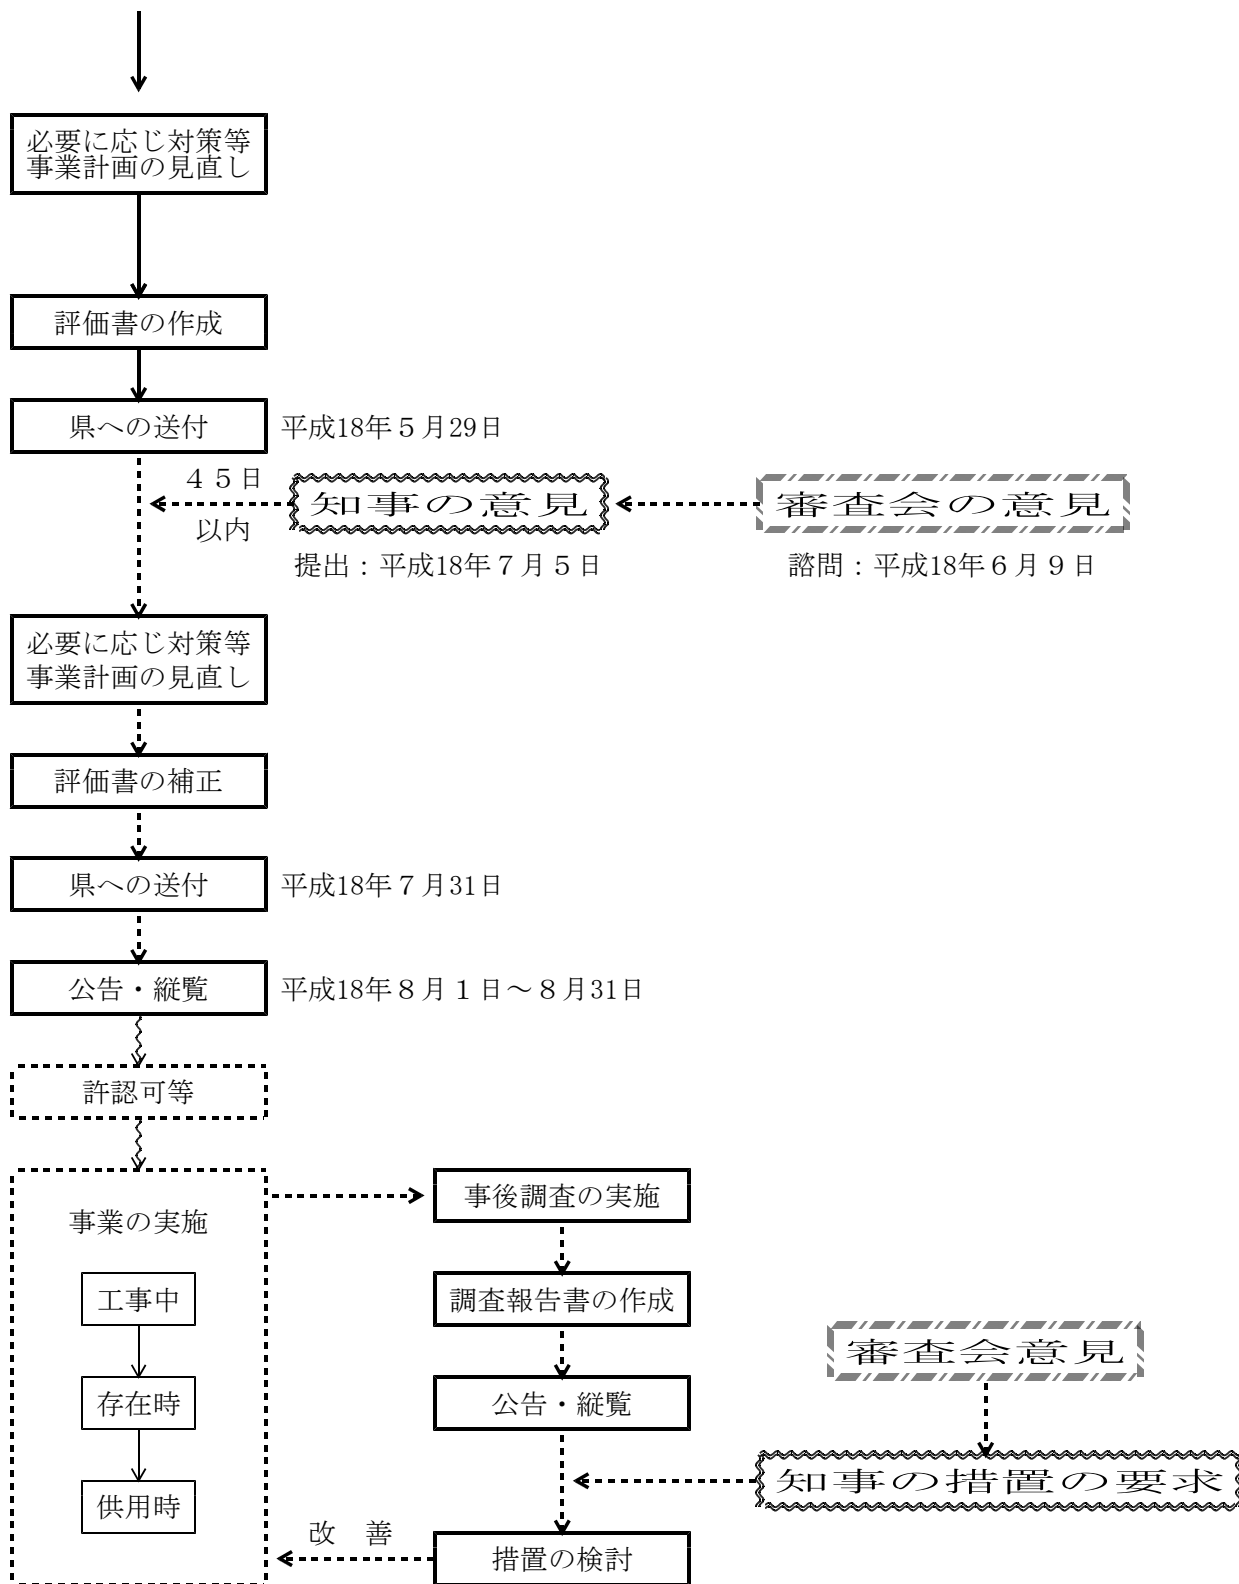 必要に応じ対策等
事業計画の見直し
評価書の作成
県への送付
平成18年５月29日
４５日
以内
知事の意見
審査会の意見
提出：平成18年７月５日
諮問：平成18年６月９日
必要に応じ対策等
事業計画の見直し
評価書の補正
県への送付
平成18年７月31日
公告・縦覧
平成18年８月１日～８月31日
許認可等
事業の実施
工事中
存在時
供用時
事後調査の実施
調査報告書の作成
公告・縦覧
審査会意見
知事の措置の要求
改　善
措置の検討